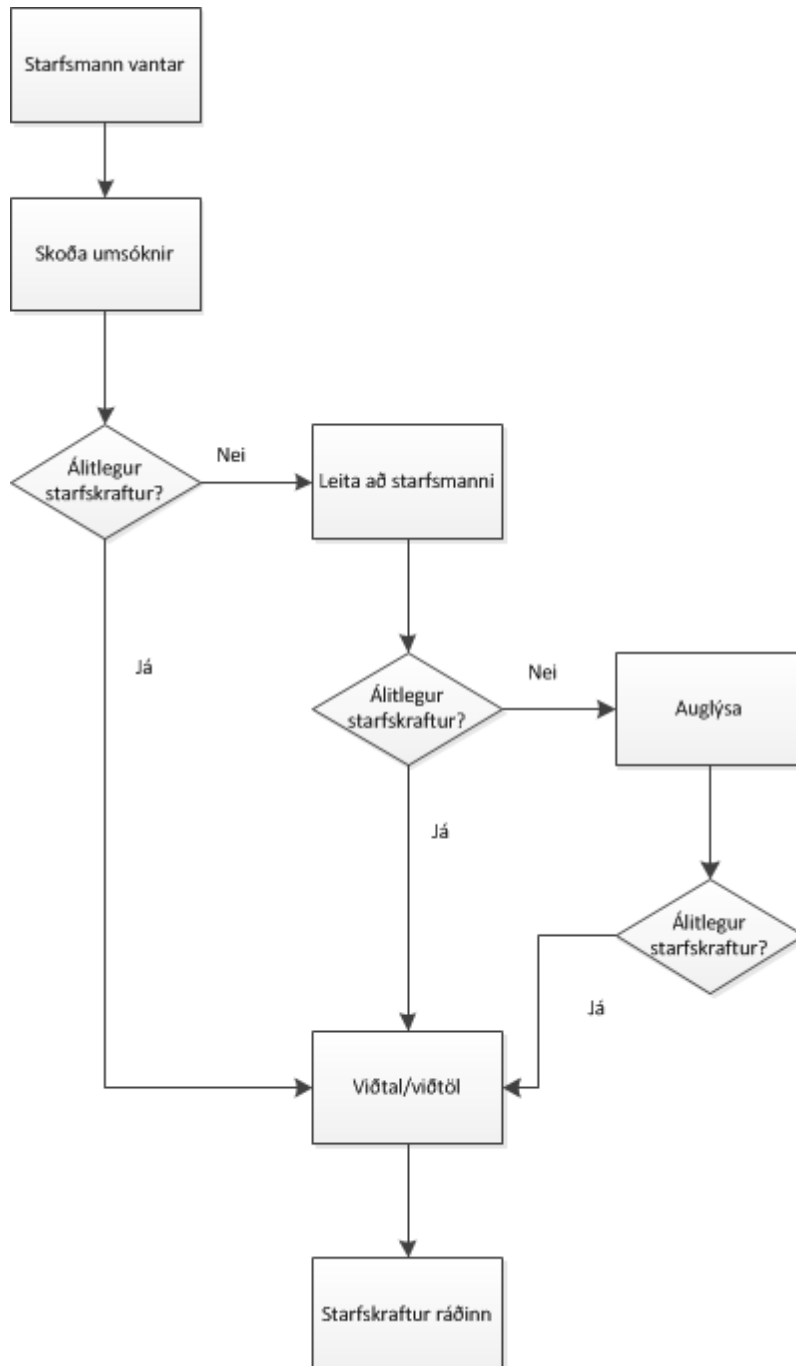 Starfsmann vantar
Skoða umsóknir
Álitlegur
starfskraftur?
Nei
Leita að starfsmanni
Já
Álitlegur
starfskraftur?
Nei
Auglýsa
Já
Álitlegur
starfskraftur?
Já
Viðtal/viðtöl
Starfskraftur ráðinn